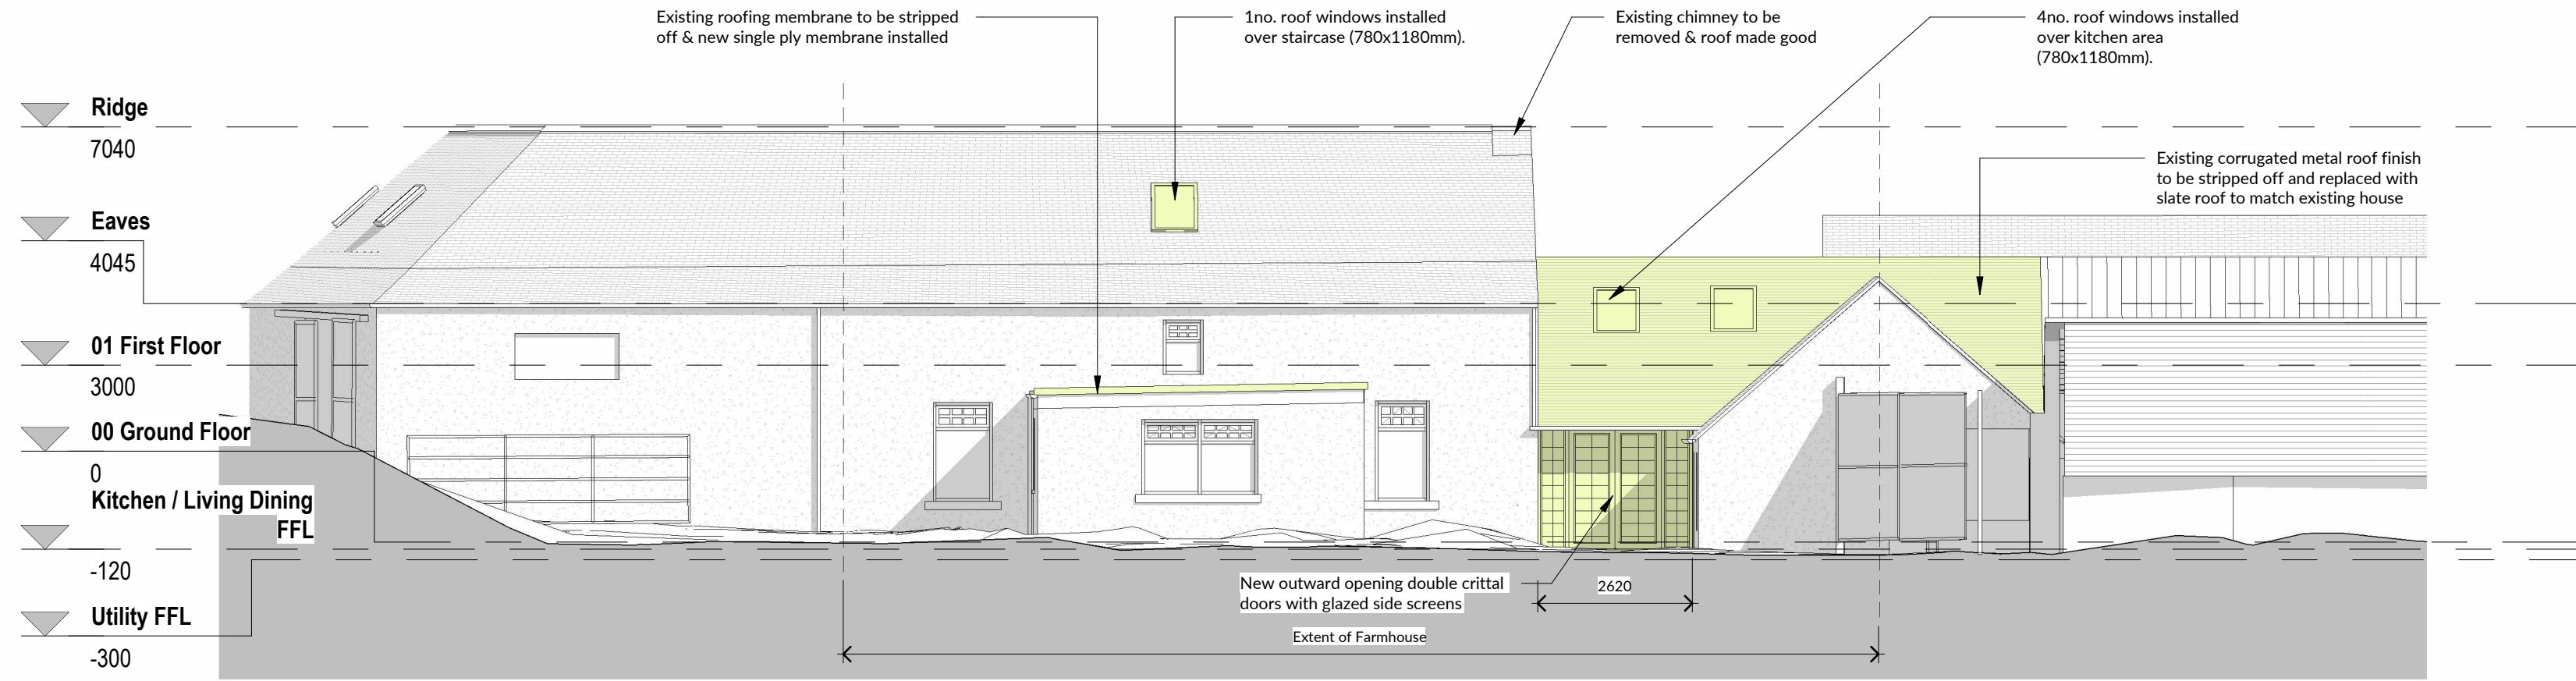 Existing roofing membrane to be stripped
off & new single ply membrane installed
1no. roof windows installed
over staircase (780x1180mm).
Existing chimney to be
removed & roof made good
4no. roof windows installed
over kitchen area
(780x1180mm).
Ridge
7040
Existing corrugated metal roof finish
to be stripped off and replaced with
slate roof to match existing house
Eaves
4045
01 First Floor
3000
00 Ground Floor
0
Kitchen / Living Dining
FFL
-120
New outward opening double crittal
doors with glazed side screens
2620
Utility FFL
-300
Extent of Farmhouse